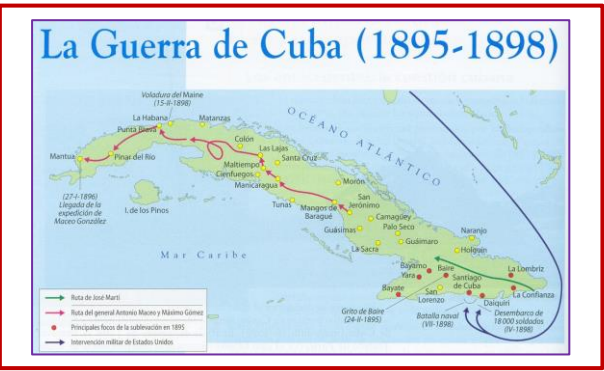 La Guerra de Cuba (1895-1898)
Voladura del Maine
(15-II-1898)
La Habana
Matanzas
Punta Brava
OCÉANO ATLÁNTICO
Colón
Las Lajas
Mantua
Pinar del Río
Maltiempo
Santa Cruz
Cienfuegos
Manicaragua
Morón
(27-I-1896)
Llegada de la
expedición de
Maceo González
I. de los Pinos
Tunas
Mangos de
Baragué
San
Jerónimo
Camagüey
Guásimas
Palo Seco
Naranjo
La Sacra
Guáimaro
Holguín
Mar Caribe
Bayamo
Baire
La Lombriz
Yara
Santiago
de Cuba
Bayate
San
Lorenzo
La Confianza
Daiquirí
Grito de Baire
(24-II-1895)
Batalla naval
(VII-1898)
Desembarco de
18000 soldados
(IV-1898)
Ruta de José Martí
Ruta del general Antonio Maceo y Máximo Gómez
Principales focos de la sublevación en 1895
Intervención militar de Estados Unidos